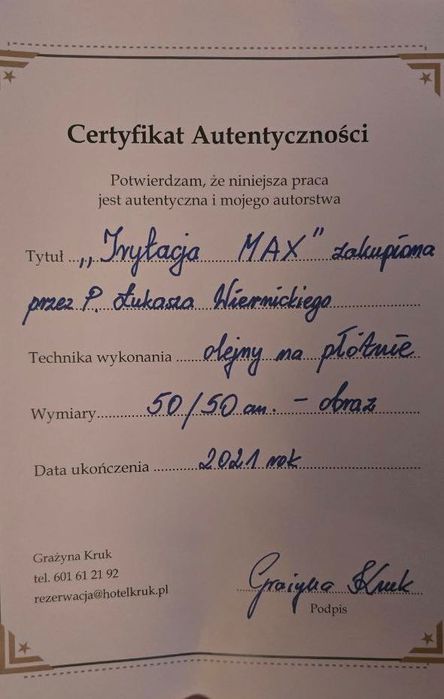 Certyfikat Autentyczności
Potwierdzam, że niniejsza praca
jest autentyczna i mojego autorstwa
Tytuł ... „Irytacja MAX" zakupiona
przez P. Łukasza Wiernickiego
Technika wykonania ..... olejny na płótnie
Wymiary............ 50/50 cm. - obraz
Data ukończenia ............ 2021 rok
Grażyna Kruk
tel. 601 61 21 92
rezerwacja@hotelkruk.pl
Grażyna Kruk
Podpis